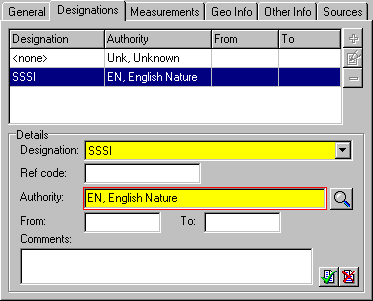 General Designations Measurements Geo Info Other Info Sources
Designation Authority From To
<none> Unk, Unknown
SSSI EN, English Nature
Details
Designation: SSSI
Ref code:
Authority: EN, English Nature
From: To:
Comments: